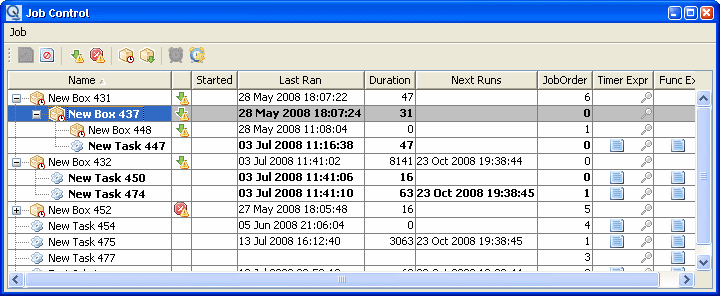 Job Control
Job
Name Started Last Ran Duration Next Runs JobOrder Timer Expr Func Ex
New Box 431 28 May 2008 18:07:22 47 6
New Box 437 28 May 2008 18:07:24 31 0
New Box 448 28 May 2008 11:08:04 0 1
New Task 447 03 Jul 2008 11:16:38 47 0
New Box 432 03 Jul 2008 11:41:02 8141 23 Oct 2008 19:38:44 0
New Task 450 03 Jul 2008 11:41:06 16 0
New Task 474 03 Jul 2008 11:41:10 63 23 Oct 2008 19:38:45 1
New Box 452 27 May 2008 18:05:48 16 5
New Task 454 05 Jun 2008 21:06:04 0 4
New Task 475 13 Jul 2008 16:12:40 3063 23 Oct 2008 19:38:45 1
New Task 477 3